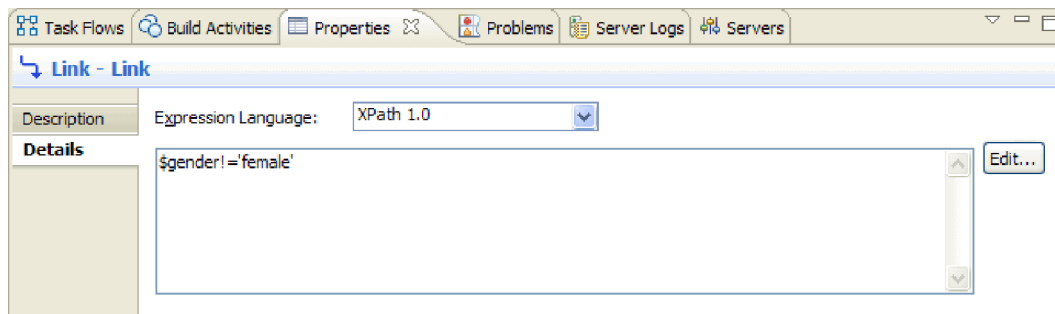 Task Flows Build Activities Properties Problems Server Logs Servers
Link - Link
Description Expression Language: XPath 1.0
Details
$gender!='female' Edit...